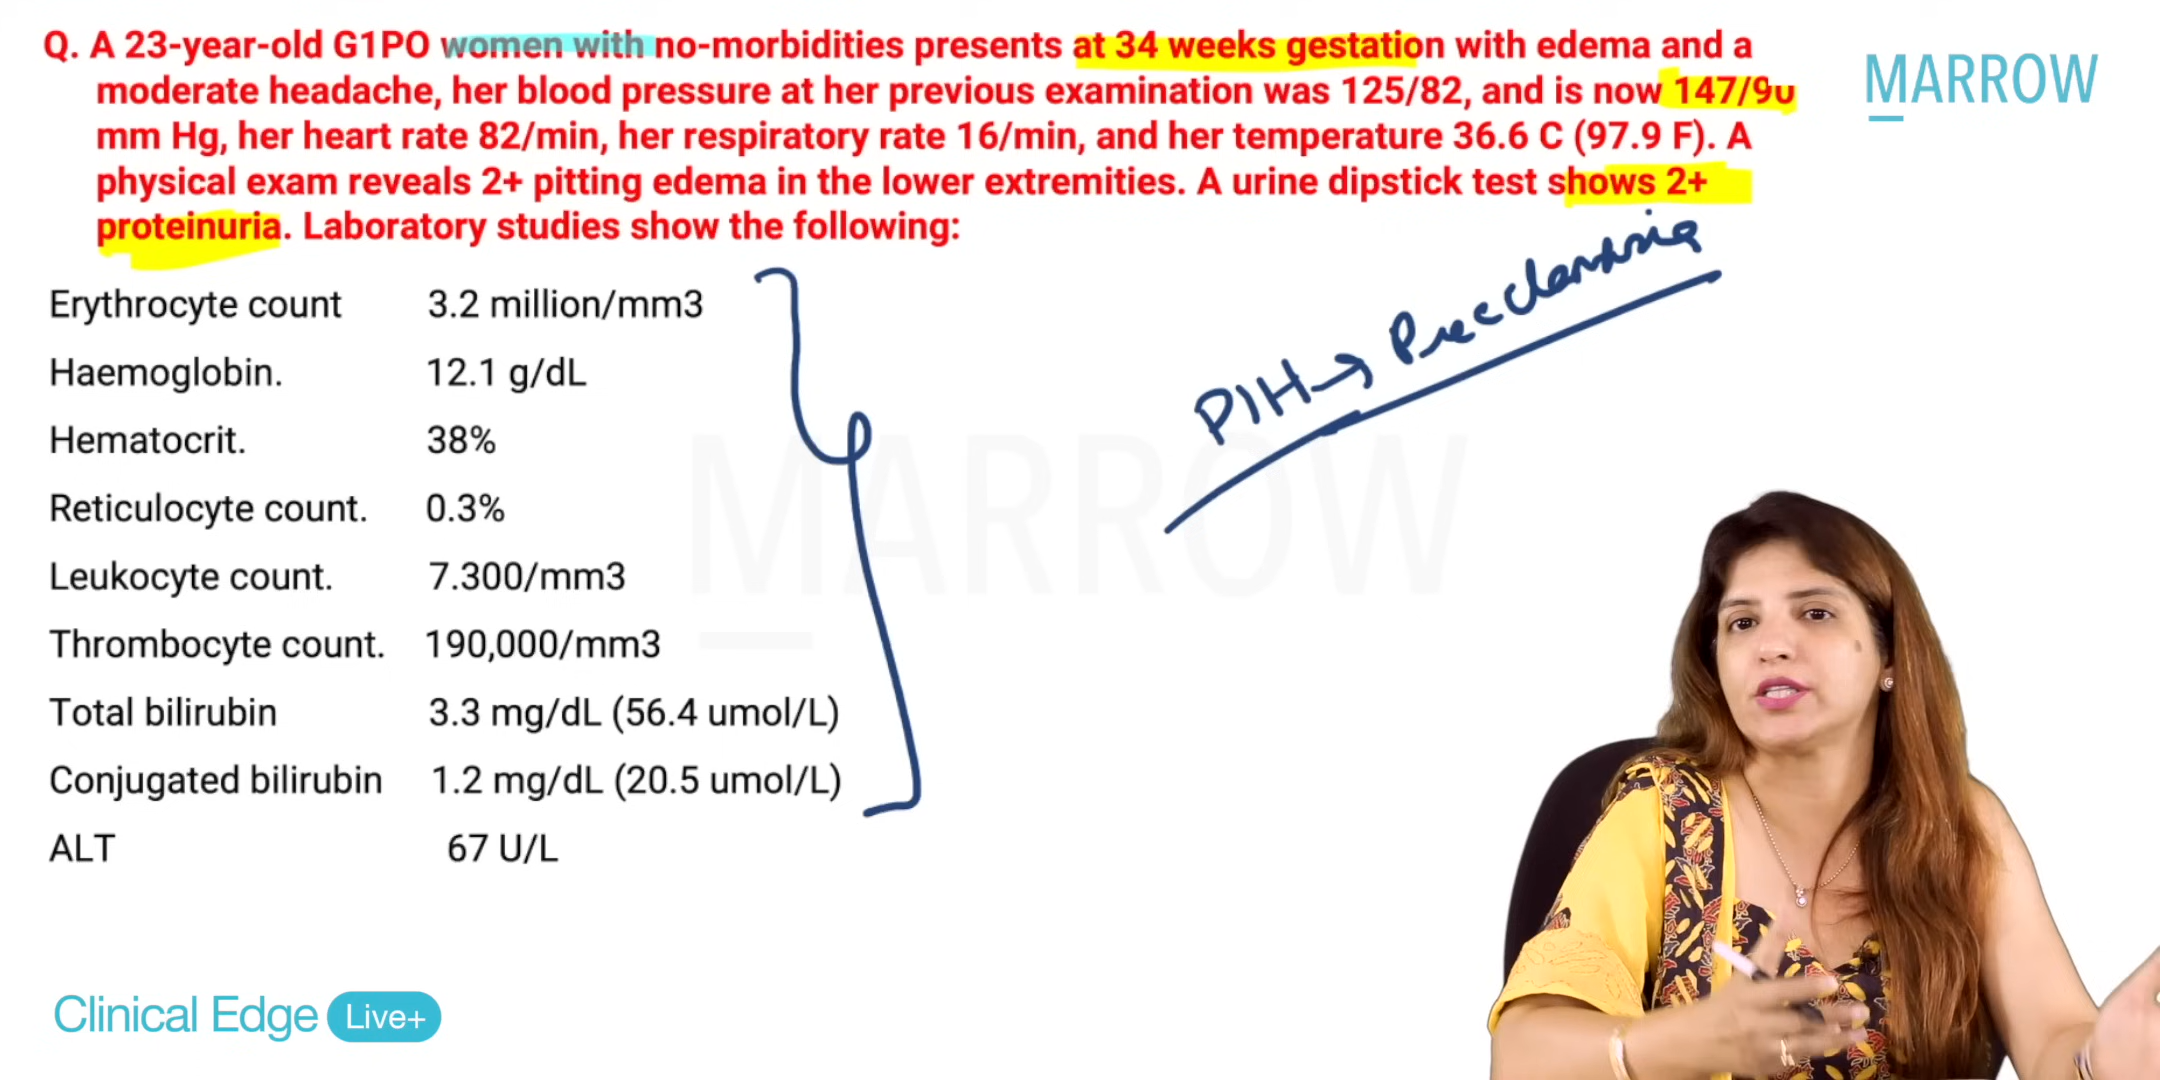 Q. A 23-year-old G1PO women with no-morbidities presents at 34 weeks gestation with edema and a
moderate headache, her blood pressure at her previous examination was 125/82, and is now 147/90
mm Hg, her heart rate 82/min, her respiratory rate 16/min, and her temperature 36.6 C (97.9 F). A
physical exam reveals 2+ pitting edema in the lower extremities. A urine dipstick test shows 2+
proteinuria. Laboratory studies show the following:
MARROW
PIH → Preeclampsia
Erythrocyte count 3.2 million/mm3
Haemoglobin. 12.1 g/dL
Hematocrit. 38%
Reticulocyte count. 0.3%
Leukocyte count. 7.300/mm3
Thrombocyte count. 190,000/mm3
Total bilirubin 3.3 mg/dL (56.4 umol/L)
Conjugated bilirubin 1.2 mg/dL (20.5 umol/L)
ALT 67 U/L
MARROW
Clinical Edge Live+